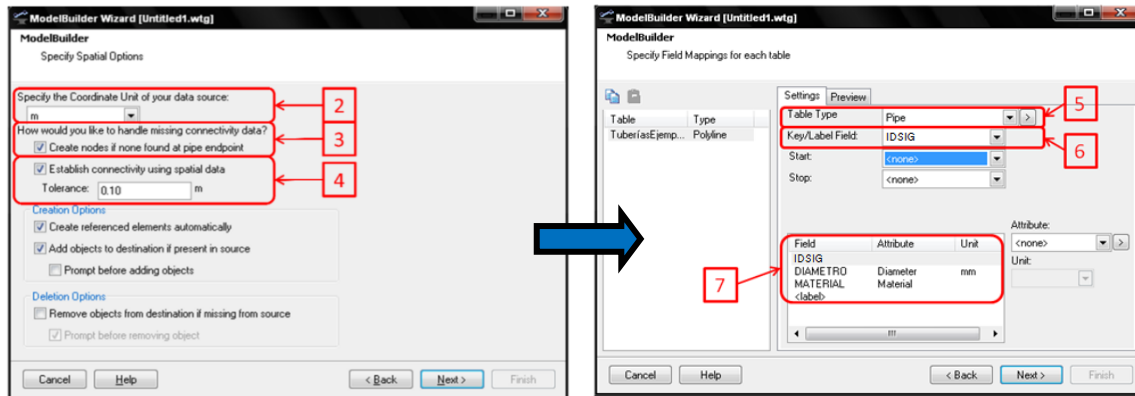 ModelBuilder Wizard [Untitled1.wtg]
ModelBuilder
Specify Spatial Options
Specify the Coordinate Unit of your data source:
m
2
How would you like to handle missing connectivity data?
Create nodes if none found at pipe endpoint
3
Establish connectivity using spatial data
Tolerance: 0.10 m
4
Creation Options
Create referenced elements automatically
Add objects to destination if present in source
Prompt before adding objects
Deletion Options
Remove objects from destination if missing from source
Prompt before removing object
Cancel Help < Back Next > Finish
ModelBuilder Wizard [Untitled1.wtg]
ModelBuilder
Specify Field Mappings for each table
Settings Preview
Table Type
TuberíasEjemp... Polyline
Table Type Pipe >
5
Key/Label Field: IDSIG
6
Start: <none>
Stop: <none>
Field Attribute Unit
IDSIG
DIAMETRO Diameter mm
MATERIAL Material
<label>
7
Attribute:
<none> >
Unit:
Cancel Help < Back Next > Finish